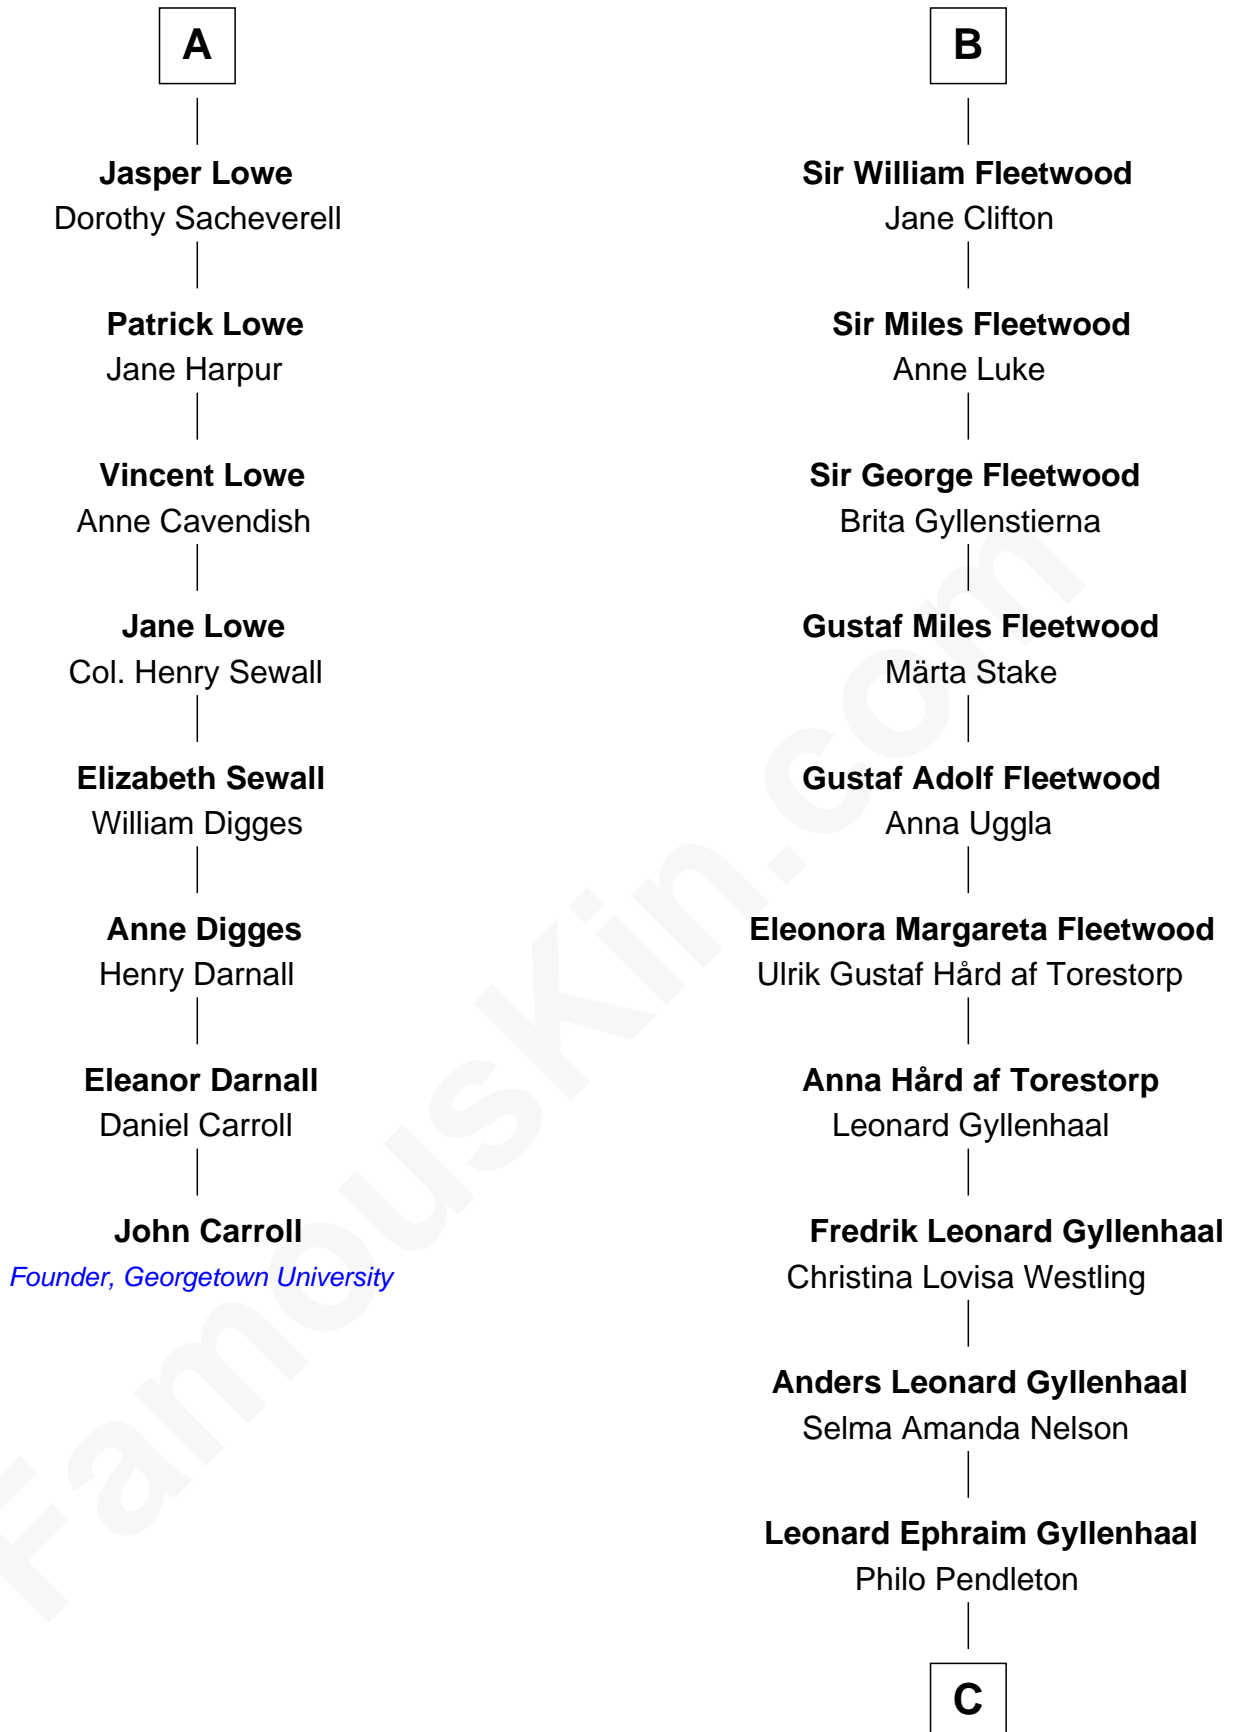 A
Jasper Lowe
Dorothy Sacheverell
Patrick Lowe
Jane Harpur
Vincent Lowe
Anne Cavendish
Jane Lowe
Col. Henry Sewall
Elizabeth Sewall
William Digges
Anne Digges
Henry Darnall
Eleanor Darnall
Daniel Carroll
John Carroll
Founder, Georgetown University
B
Sir William Fleetwood
Jane Clifton
Sir Miles Fleetwood
Anne Luke
Sir George Fleetwood
Brita Gyllenstierna
Gustaf Miles Fleetwood
Märta Stake
Gustaf Adolf Fleetwood
Anna Uggla
Eleonora Margareta Fleetwood
Ulrik Gustaf Hård af Torestorp
Anna Hård af Torestorp
Leonard Gyllenhaal
Fredrik Leonard Gyllenhaal
Christina Lovisa Westling
Anders Leonard Gyllenhaal
Selma Amanda Nelson
Leonard Ephraim Gyllenhaal
Philo Pendleton
C
FamousKin.com